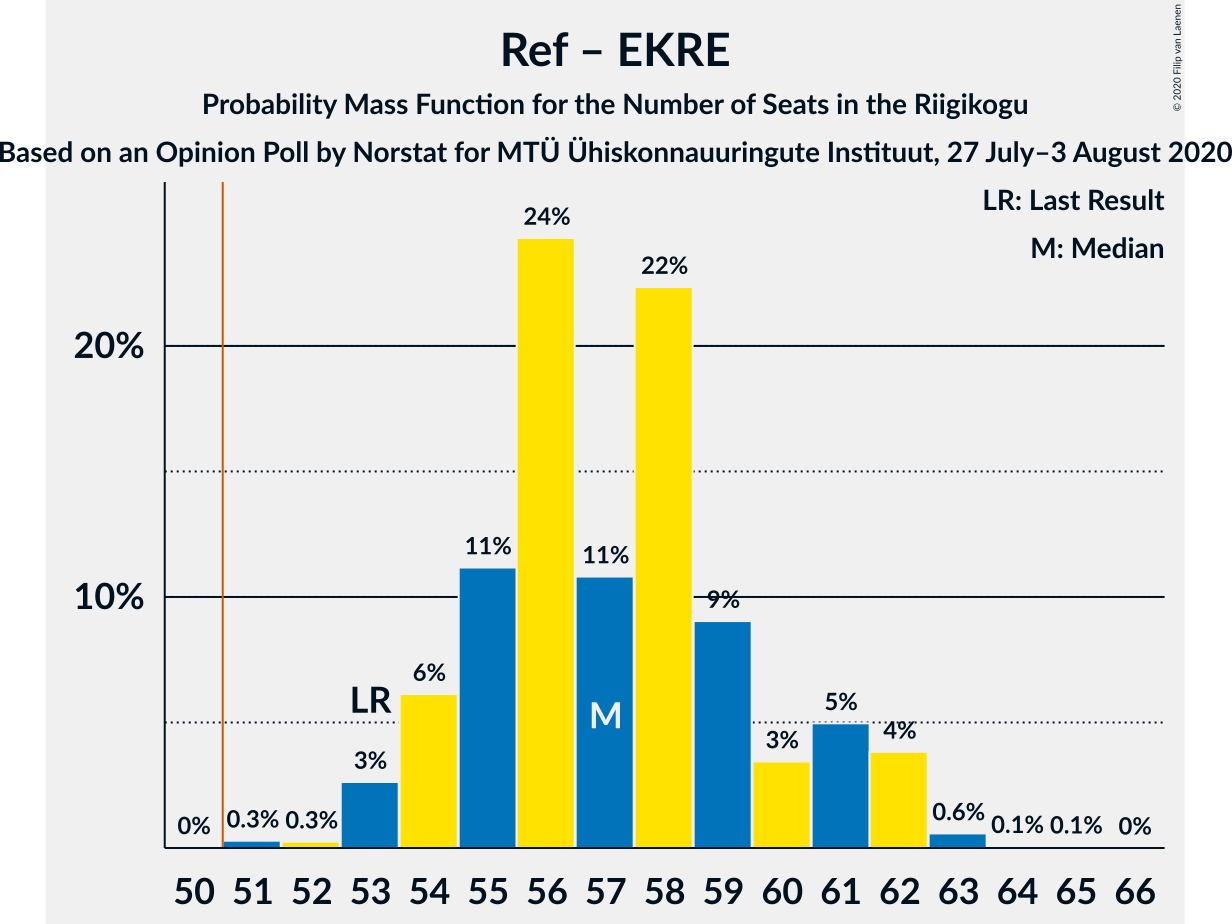 Ref – EKRE
Probability Mass Function for the Number of Seats in the Riigikogu
Based on an Opinion Poll by Norstat for MTÜ Ühiskonnauuringute Instituut, 27 July–3 August 2020
© 2020 Filip van Laenen
LR: Last Result
M: Median
24%
22%
20%
11%
11%
10%
9%
6%
LR
M
5%
4%
3%
3%
0%
0.3%
0.3%
0.6%
0.1%
0.1%
0%
50 51 52 53 54 55 56 57 58 59 60 61 62 63 64 65 66